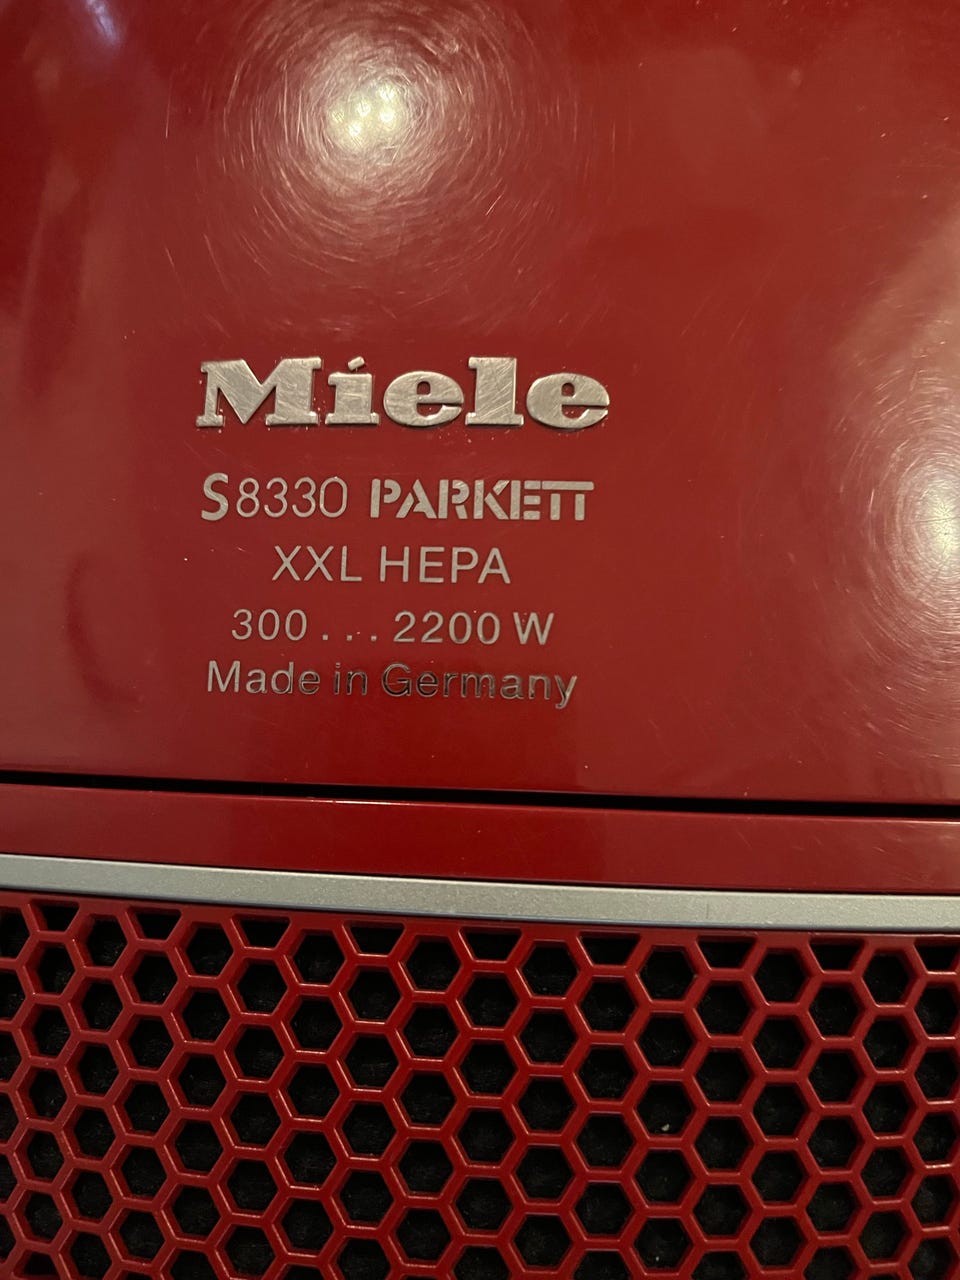 Miele
S8330 PARKETT
XXL HEPA
300 . . . 2200 W
Made in Germany